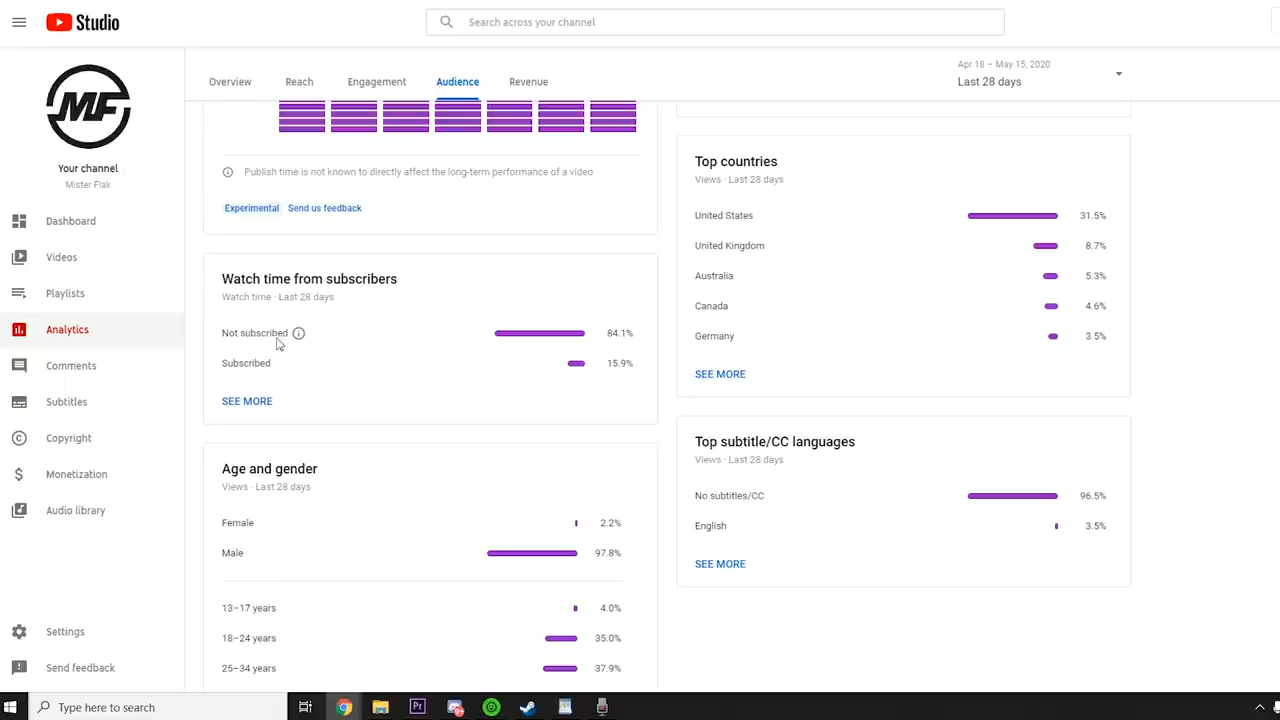 Studio
Search across your channel
MF
Your channel
Mister Flak
Dashboard
Videos
Playlists
Analytics
Comments
Subtitles
Copyright
Monetization
Audio library
Settings
Send feedback
Overview Reach Engagement Audience Revenue
Apr 18 – May 15, 2020
Last 28 days
Publish time is not known to directly affect the long-term performance of a video
Experimental Send us feedback
Watch time from subscribers
Watch time · Last 28 days
Not subscribed 84.1%
Subscribed 15.9%
SEE MORE
Age and gender
Views · Last 28 days
Female 2.2%
Male 97.8%
13–17 years 4.0%
18–24 years 35.0%
25–34 years 37.9%
Top countries
Views · Last 28 days
United States 31.5%
United Kingdom 8.7%
Australia 5.3%
Canada 4.6%
Germany 3.5%
SEE MORE
Top subtitle/CC languages
Views · Last 28 days
No subtitles/CC 96.5%
English 3.5%
SEE MORE
Type here to search
Pr